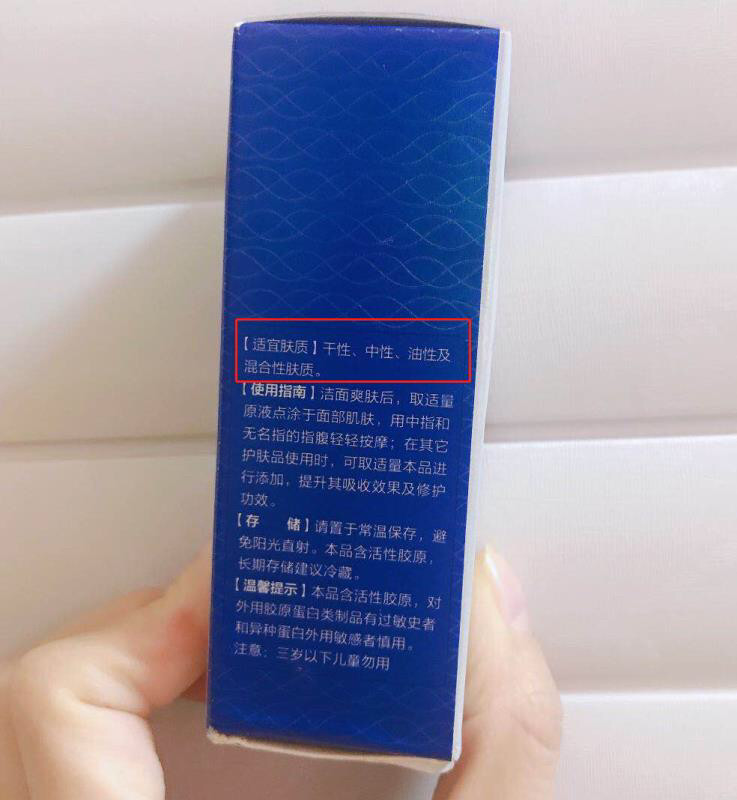 【适宜肤质】干性、中性、油性及
混合性肤质。
【使用指南】洁面爽肤后，取适量
原液点涂于面部肌肤，用中指和
无名指的指腹轻轻按摩；在其它
护肤品使用时，可取适量本品进
行添加，提升其吸收效果及修护
功效。
【存　　储】请置于常温保存，避
免阳光直射。本品含活性胶原，
长期存储建议冷藏。
【温馨提示】本品含活性胶原，对
外用胶原蛋白类制品有过敏史者
和异种蛋白外用敏感者慎用。
注意：三岁以下儿童勿用